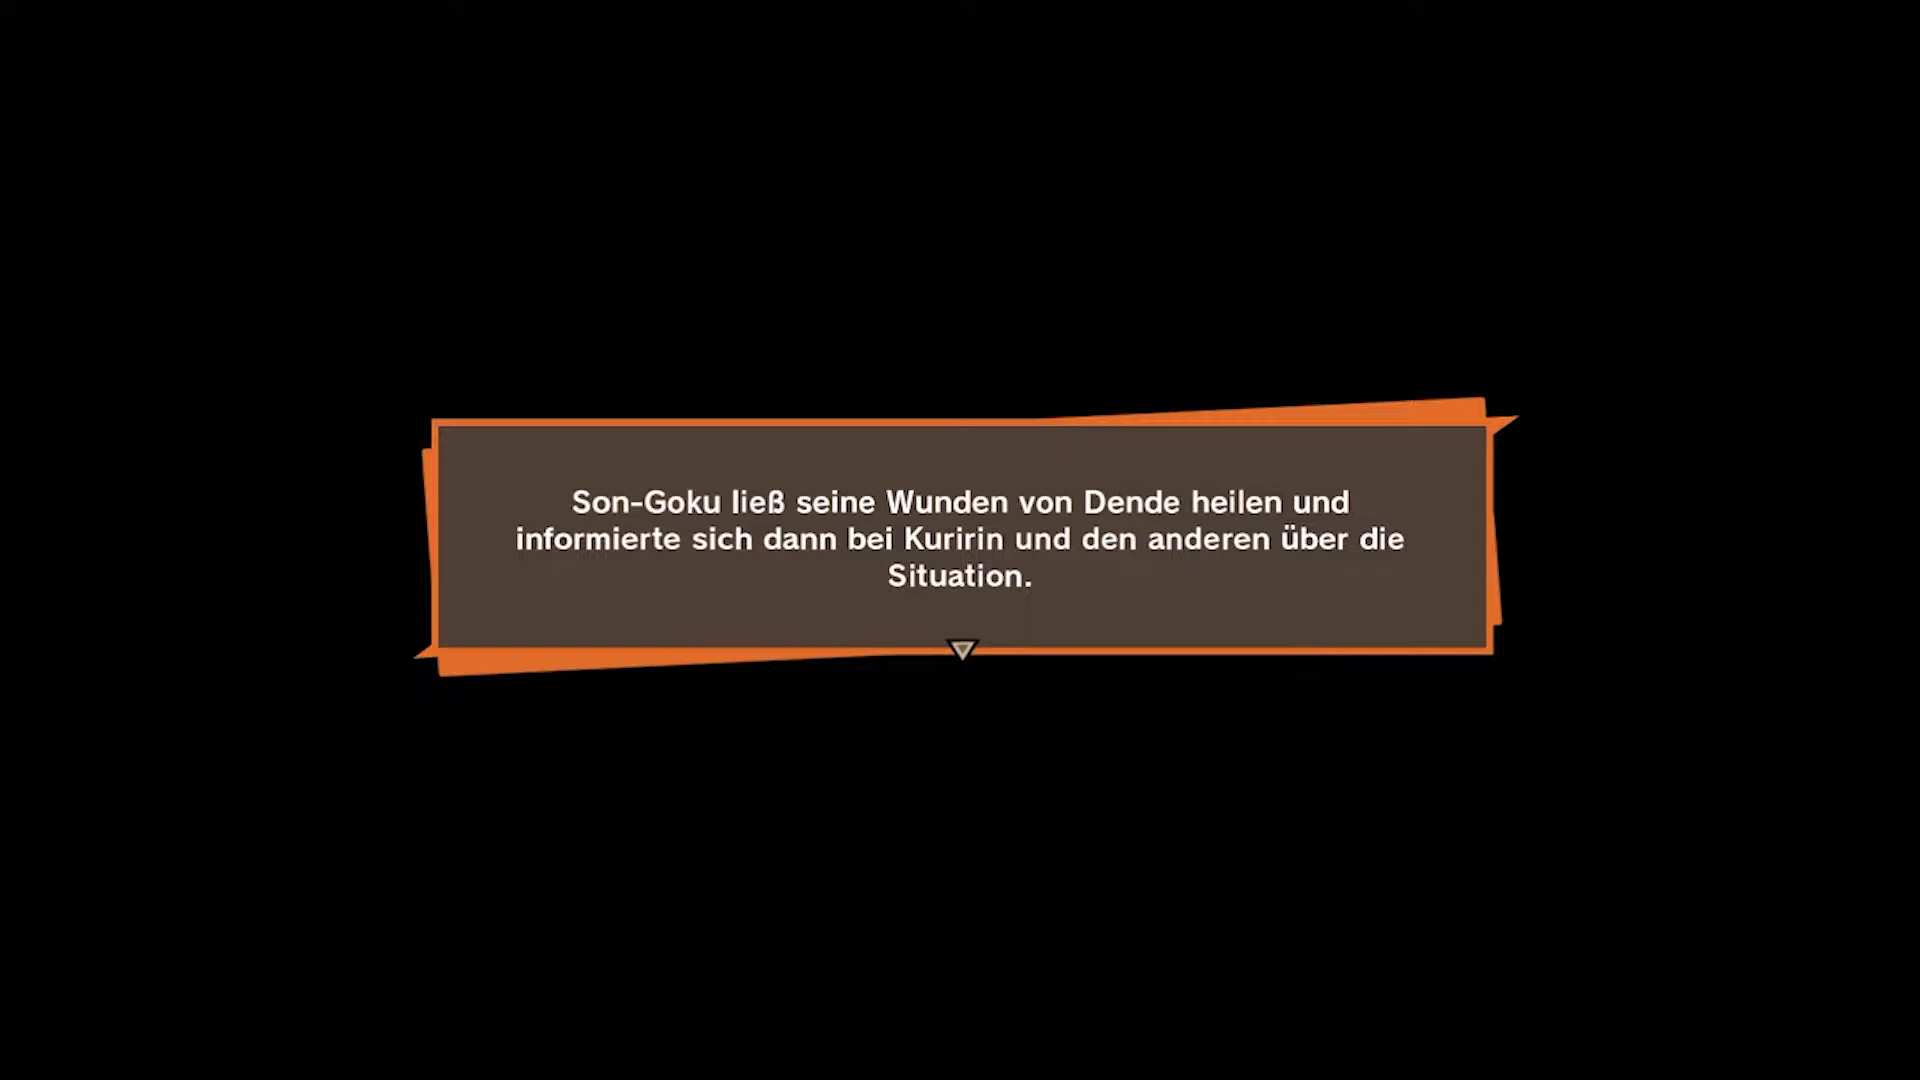 Son-Goku ließ seine Wunden von Dende heilen und
informierte sich dann bei Kuririn und den anderen über die
Situation.